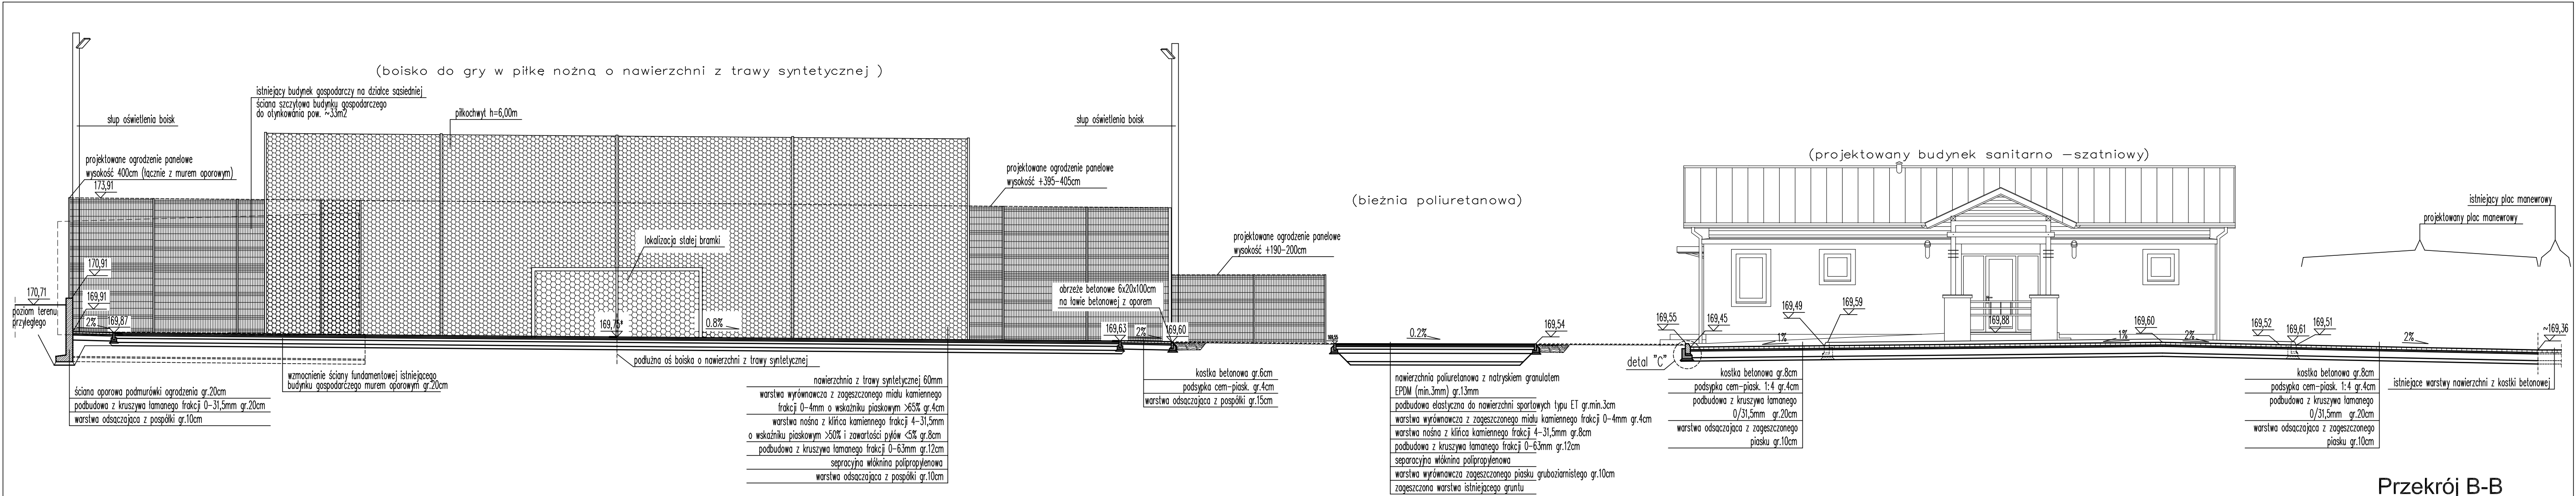 (boisko do gry w piłkę nożną o nawierzchni z trawy syntetycznej )
istniejący budynek gospodarczy na działce sąsiedniej
ściana szczytowa budynku gospodarczego
do otynkowania pow. ~33m2
słup oświetlenia boisk
piłkochwyt h=6,00m
słup oświetlenia boisk
projektowane ogrodzenie panelowe
wysokość 400cm (łącznie z murem oporowym)
173,91
projektowane ogrodzenie panelowe
wysokość +395-405cm
(bieżnia poliuretanowa)
(projektowany budynek sanitarno -szatniowy)
istniejący plac manewrowy
projektowany plac manewrowy
lokalizacja stałej bramki
projektowane ogrodzenie panelowe
wysokość +190-200cm
170,91
170,71
169,91
poziom terenu
przyległego
2%
169,87
169,75*
0.8%
obrzeże betonowe 6x20x100cm
na ławie betonowej z oporem
169,63
2%
169,60
0.2%
169,54
169,55
169,45
169,49
169,59
169,88
1%
169,60
1%
2%
169,52
169,61
169,51
2%
~169,36
detal "C"
podłużna oś boiska o nawierzchni z trawy syntetycznej
wzmocnienie ściany fundamentowej istniejącego
budynku gospodarczego murem oporowym gr.20cm
ściana oporowa podmurówki ogrodzenia gr.20cm
podbudowa z kruszywa łamanego frakcji 0-31,5mm gr.20cm
warstwa odsączająca z pospółki gr.10cm
nawierzchnia z trawy syntetycznej 60mm
warstwa wyrównawcza z zagęszczonego miału kamiennego
frakcji 0-4mm o wskaźniku piaskowym >65% gr.4cm
warstwa nośna z klińca kamiennego frakcji 4-31,5mm
o wskaźniku piaskowym >50% i zawartości pyłów <5% gr.8cm
podbudowa z kruszywa łamanego frakcji 0-63mm gr.12cm
sepracyjna włóknina polipropylenowa
warstwa odsączająca z pospółki gr.10cm
kostka betonowa gr.6cm
podsypka cem-piask. gr.4cm
warstwa odsączająca z pospółki gr.15cm
nawierzchnia poliuretanowa z natryskiem granulatem
EPDM (min.3mm) gr.13mm
podbudowa elastyczna do nawierzchni sportowych typu ET gr.min.3cm
warstwa wyrównawcza z zagęszczonego miału kamiennego frakcji 0-4mm gr.4cm
warstwa nośna z klińca kamiennego frakcji 4-31,5mm gr.8cm
podbudowa z kruszywa łamanego frakcji 0-63mm gr.12cm
separacyjna włóknina polipropylenowa
warstwa wyrównawcza zagęszczonego piasku gruboziarnistego gr.10cm
zagęszczona warstwa istniejącego gruntu
kostka betonowa gr.8cm
podsypka cem-piask. 1:4 gr.4cm
podbudowa z kruszywa łamanego
0/31,5mm gr.20cm
warstwa odsączająca z zagęszczonego
piasku gr.10cm
kostka betonowa gr.8cm
podsypka cem-piask. 1:4 gr.4cm
podbudowa z kruszywa łamanego
0/31,5mm gr.20cm
warstwa odsączająca z zagęszczonego
piasku gr.10cm
istniejące warstwy nawierzchni z kostki betonowej
Przekrój B-B